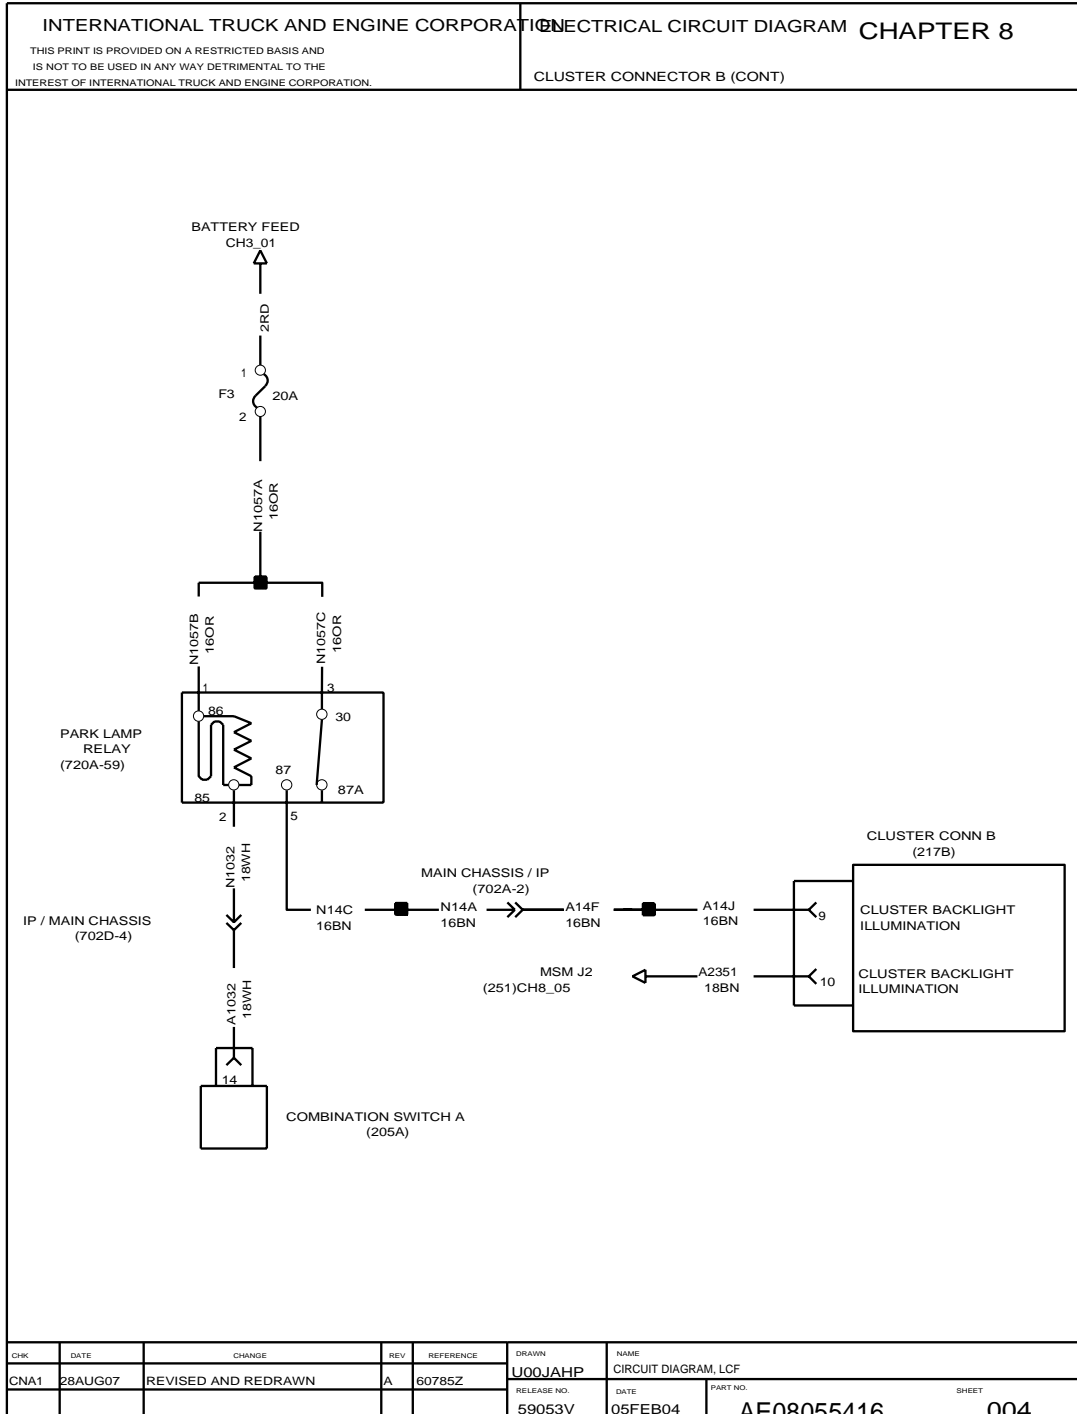 INTERNATIONAL TRUCK AND ENGINE CORPORATION
THIS PRINT IS PROVIDED ON A RESTRICTED BASIS AND
IS NOT TO BE USED IN ANY WAY DETRIMENTAL TO THE
INTEREST OF INTERNATIONAL TRUCK AND ENGINE CORPORATION.
ELECTRICAL CIRCUIT DIAGRAM
CHAPTER 8
CLUSTER CONNECTOR B (CONT)
BATTERY FEED
CH3_01
2RD
1
F3
20A
2
N1057A
16OR
N1057B
16OR
N1057C
16OR
1
3
86
30
PARK LAMP
RELAY
(720A-59)
87
87A
85
2
5
N1032
18WH
IP / MAIN CHASSIS
(702D-4)
A1032
18WH
14
COMBINATION SWITCH A
(205A)
N14C
16BN
MAIN CHASSIS / IP
(702A-2)
N14A
16BN
A14F
16BN
A14J
16BN
CLUSTER CONN B
(217B)
9
CLUSTER BACKLIGHT
ILLUMINATION
MSM J2
(251)CH8_05
A2351
18BN
10
CLUSTER BACKLIGHT
ILLUMINATION
CHK
DATE
CHANGE
REV
REFERENCE
CNA1
28AUG07
REVISED AND REDRAWN
A
60785Z
DRAWN
U00JAHP
NAME
CIRCUIT DIAGRAM, LCF
RELEASE NO.
59053V
DATE
05FEB04
PART NO.
AE08055416
SHEET
004